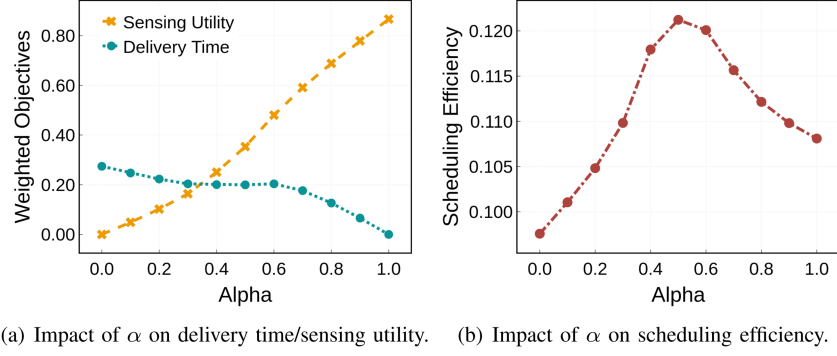 Weighted Objectives
Sensing Utility
Delivery Time
0.80
0.60
0.40
0.20
0.00
0.0 0.2 0.4 0.6 0.8 1.0
Alpha
Scheduling Efficiency
0.120
0.115
0.110
0.105
0.100
0.0 0.2 0.4 0.6 0.8 1.0
Alpha
(a) Impact of α on delivery time/sensing utility.
(b) Impact of α on scheduling efficiency.